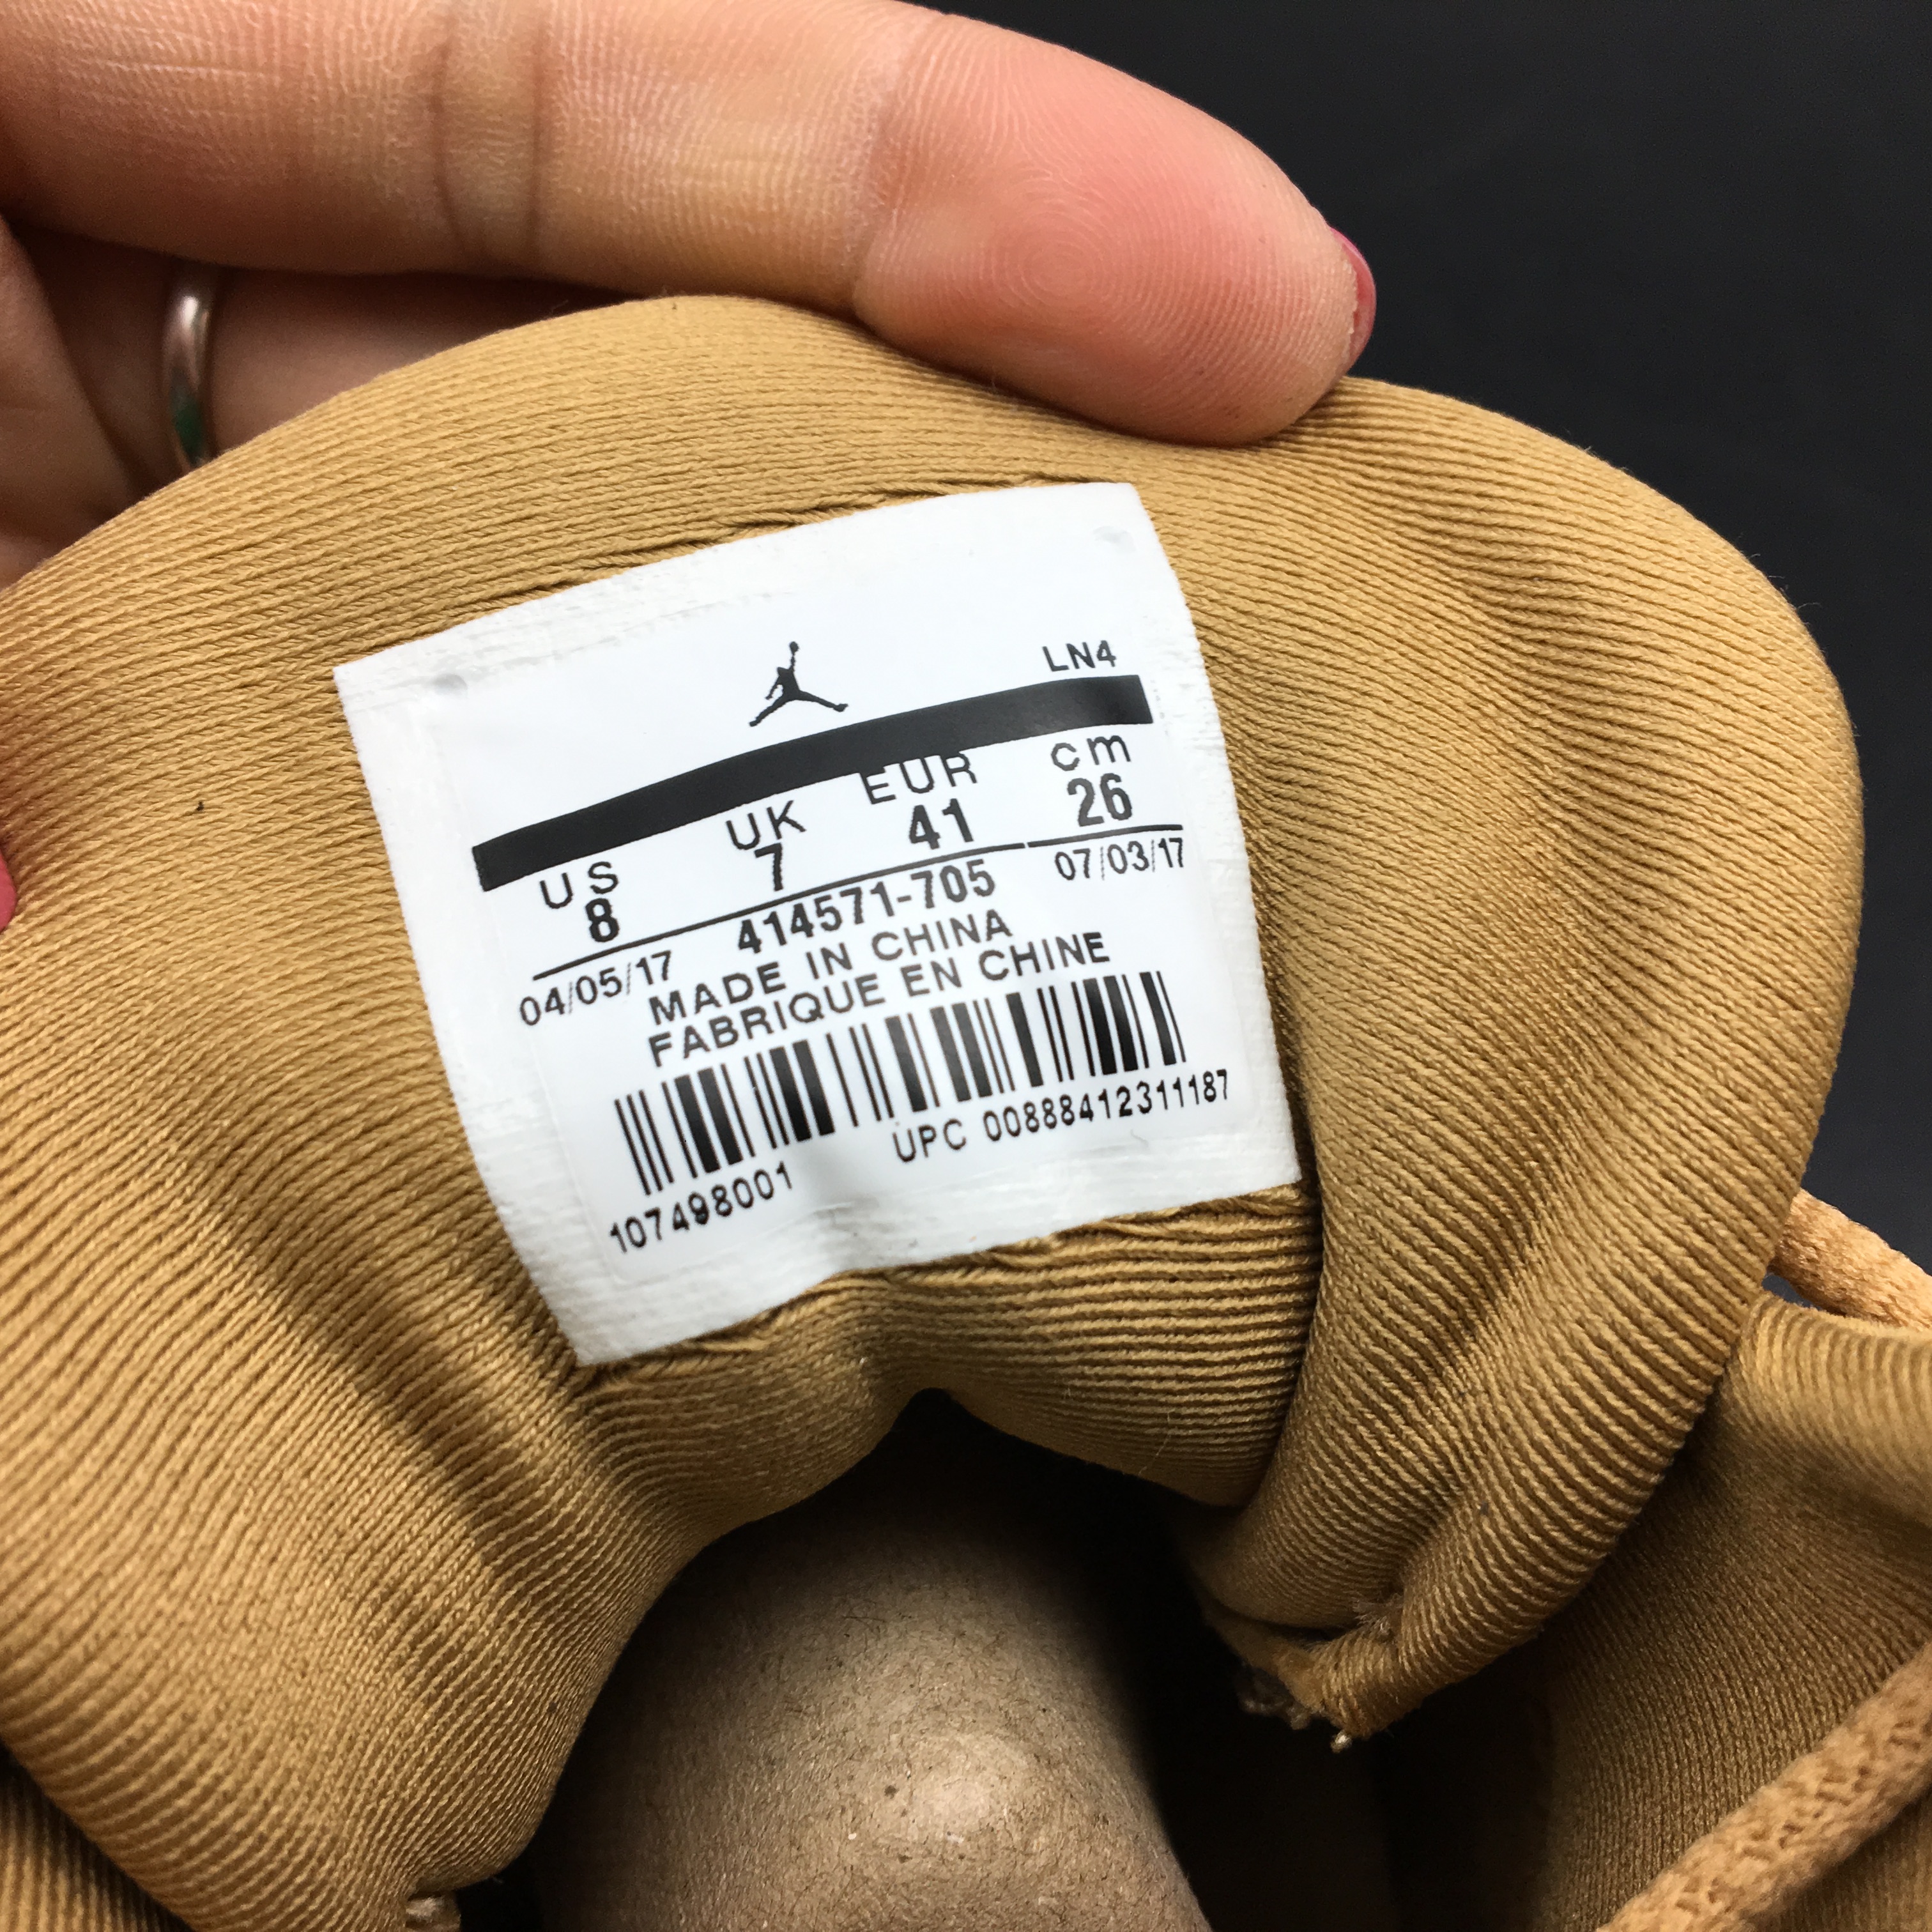 LN4
US UK EUR cm
8 7 41 26
04/05/17 414571-705 07/03/17
MADE IN CHINA
FABRIQUE EN CHINE
107498001 UPC 00888412311187